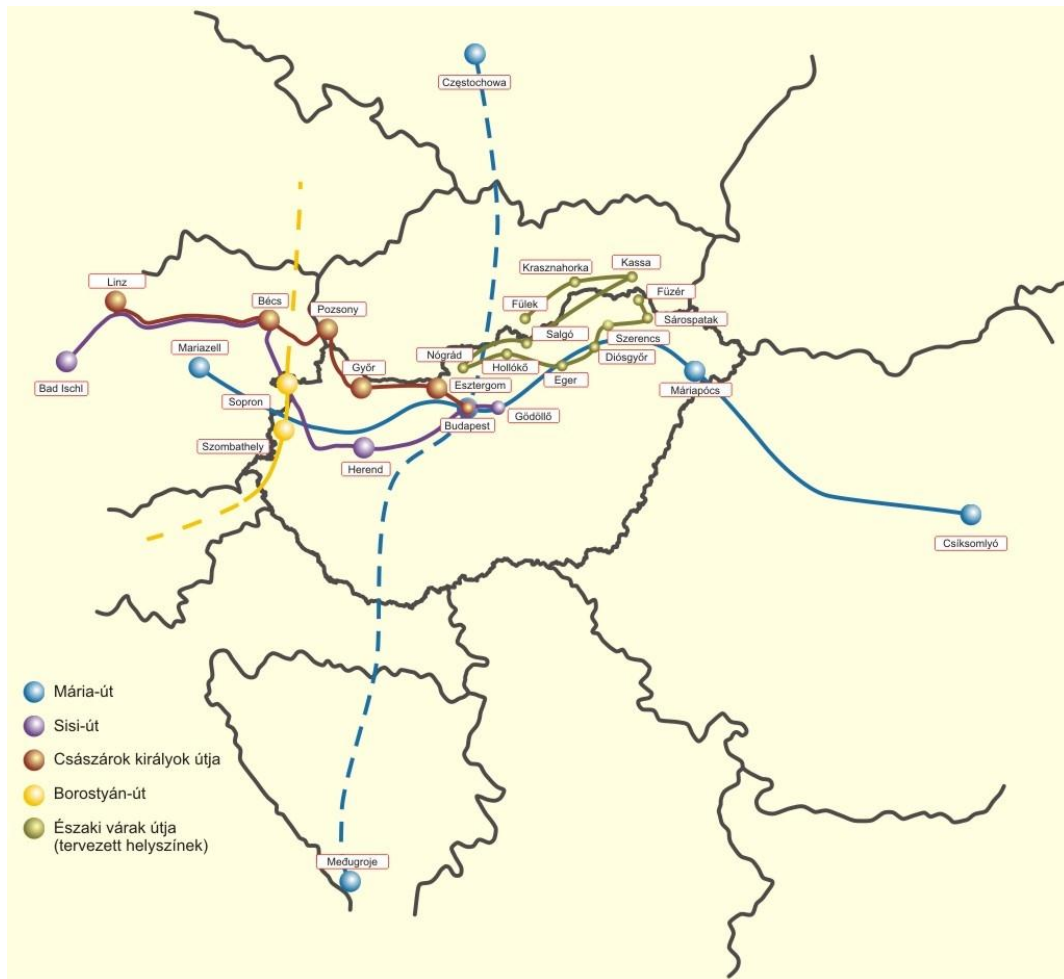 Częstochowa
Krasznahorka
Kassa
Linz
Füzér
Bécs
Pozsony
Fülek
Sárospatak
Salgó
Szerencs
Mariazell
Nógrád
Hollókő
Diósgyőr
Győr
Bad Ischl
Esztergom
Eger
Máriapócs
Sopron
Gödöllő
Budapest
Szombathely
Herend
Csíksomlyó
Mária-út
Sisi-út
Császárok királyok útja
Borostyán-út
Északi várak útja
(tervezett helyszínek)
Međugroje